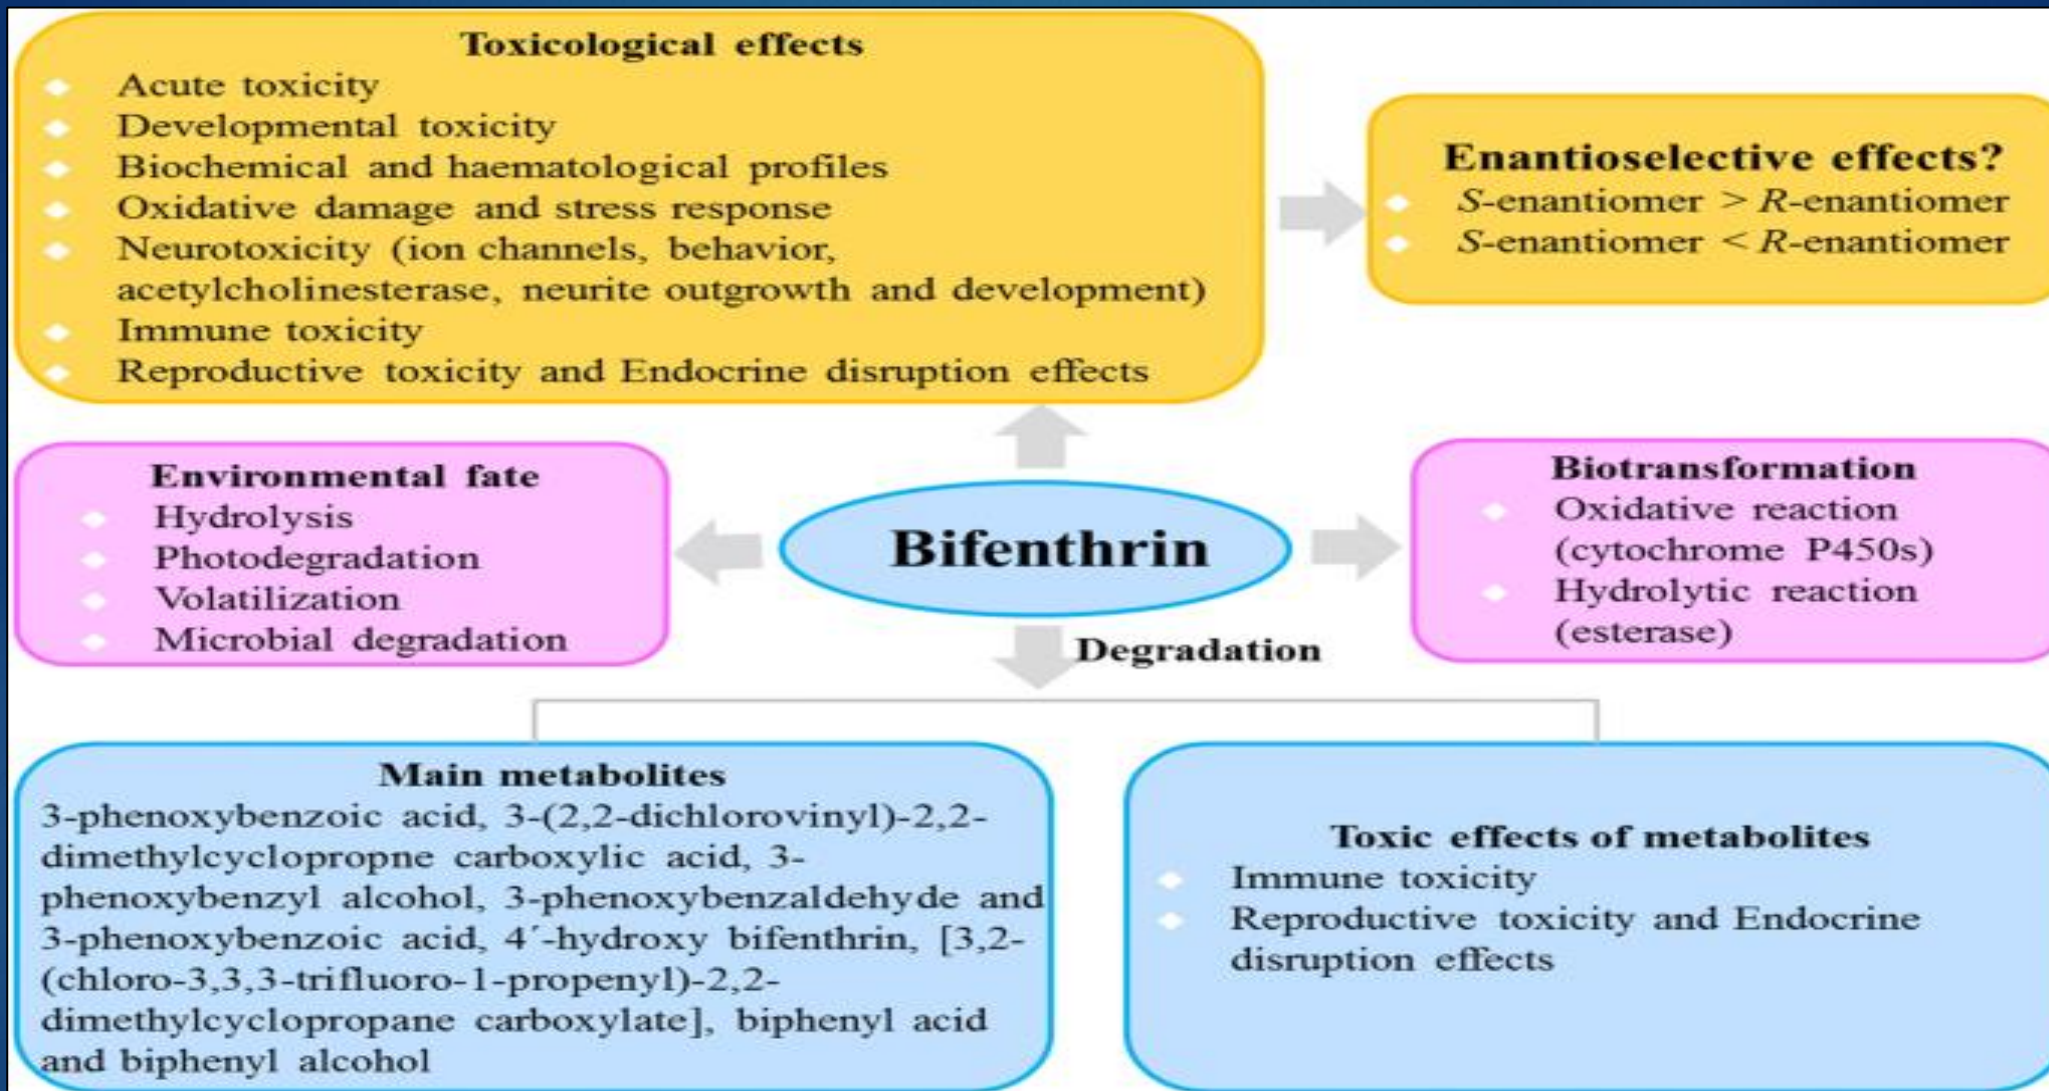 Toxicological effects
Acute toxicity
Developmental toxicity
Biochemical and haematological profiles
Oxidative damage and stress response
Neurotoxicity (ion channels, behavior,
acetylcholinesterase, neurite outgrowth and development)
Immune toxicity
Reproductive toxicity and Endocrine disruption effects
Enantioselective effects?
S-enantiomer > R-enantiomer
S-enantiomer < R-enantiomer
Environmental fate
Hydrolysis
Photodegradation
Volatilization
Microbial degradation
Bifenthrin
Biotransformation
Oxidative reaction
(cytochrome P450s)
Hydrolytic reaction
(esterase)
Degradation
Main metabolites
3-phenoxybenzoic acid, 3-(2,2-dichlorovinyl)-2,2-
dimethylcyclopropne carboxylic acid, 3-
phenoxybenzyl alcohol, 3-phenoxybenzaldehyde and
3-phenoxybenzoic acid, 4´-hydroxy bifenthrin, [3,2-
(chloro-3,3,3-trifluoro-1-propenyl)-2,2-
dimethylcyclopropane carboxylate], biphenyl acid
and biphenyl alcohol
Toxic effects of metabolites
Immune toxicity
Reproductive toxicity and Endocrine
disruption effects